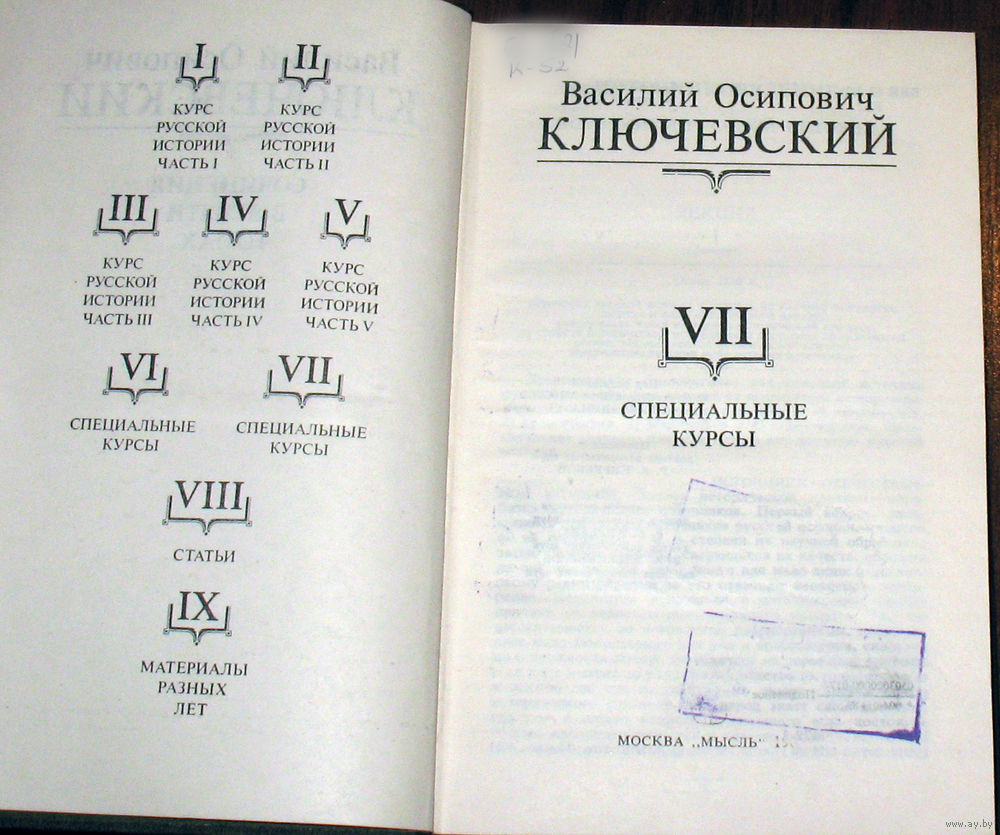 I II
КУРС КУРС
РУССКОЙ РУССКОЙ
ИСТОРИИ ИСТОРИИ
ЧАСТЬ I ЧАСТЬ II
III IV V
КУРС КУРС КУРС
РУССКОЙ РУССКОЙ РУССКОЙ
ИСТОРИИ ИСТОРИИ ИСТОРИИ
ЧАСТЬ III ЧАСТЬ IV ЧАСТЬ V
VI VII
СПЕЦИАЛЬНЫЕ СПЕЦИАЛЬНЫЕ
КУРСЫ КУРСЫ
VIII
СТАТЬИ
IX
МАТЕРИАЛЫ
РАЗНЫХ
ЛЕТ
К-52
Василий Осипович
КЛЮЧЕВСКИЙ
VII
СПЕЦИАЛЬНЫЕ
КУРСЫ
МОСКВА „МЫСЛЬ"
www.ay.by